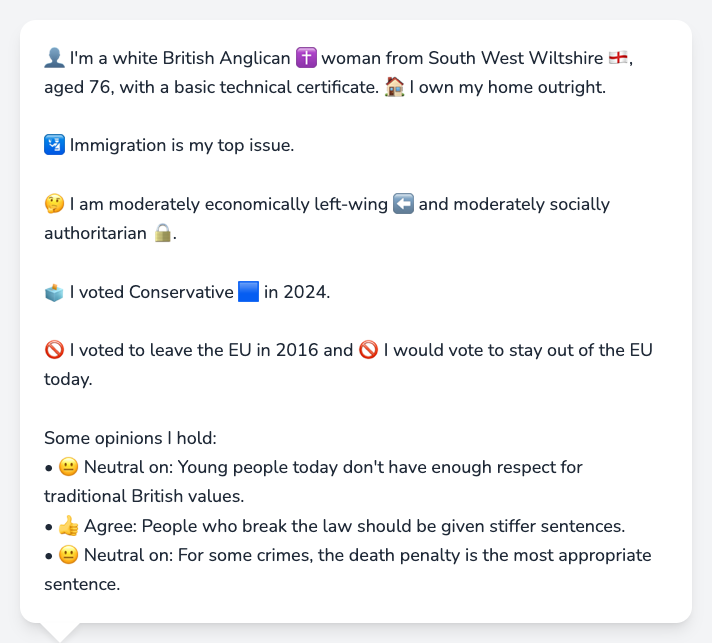 👤 I'm a white British Anglican ✝️ woman from South West Wiltshire 🏴󠁧󠁢󠁥󠁮󠁧󠁿,
aged 76, with a basic technical certificate. 🏠 I own my home outright.
🛂 Immigration is my top issue.
🤔 I am moderately economically left-wing ⬅️ and moderately socially
authoritarian 🔒.
🗳️ I voted Conservative 🟦 in 2024.
🚫 I voted to leave the EU in 2016 and 🚫 I would vote to stay out of the EU
today.
Some opinions I hold:
• 😐 Neutral on: Young people today don't have enough respect for
traditional British values.
• 👍 Agree: People who break the law should be given stiffer sentences.
• 😐 Neutral on: For some crimes, the death penalty is the most appropriate
sentence.